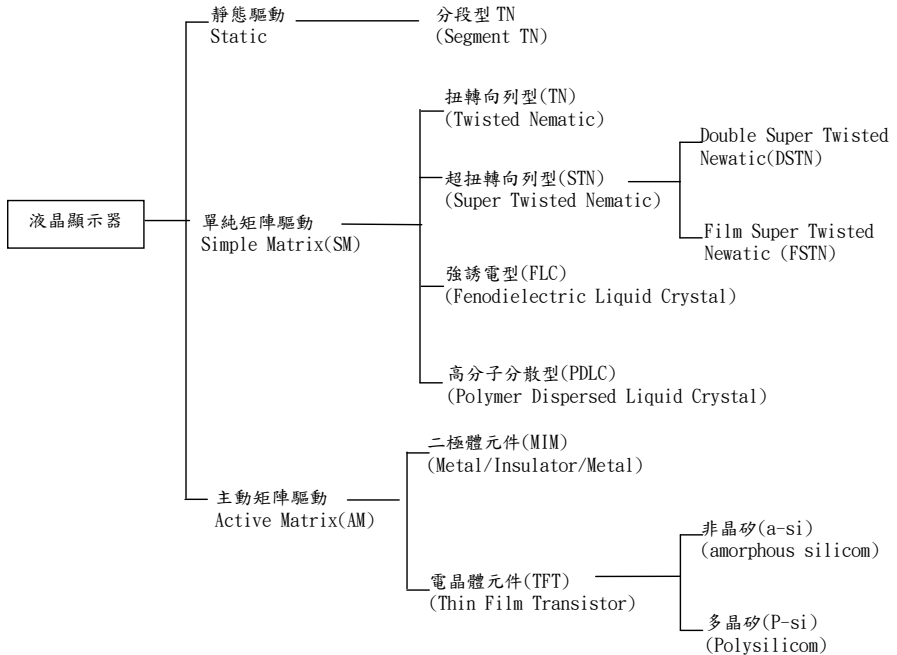 靜態驅動
Static
分段型 TN
(Segment TN)
扭轉向列型(TN)
(Twisted Nematic)
Double Super Twisted
Newatic(DSTN)
超扭轉向列型(STN)
(Super Twisted Nematic)
液晶顯示器
單純矩陣驅動
Simple Matrix(SM)
Film Super Twisted
Newatic (FSTN)
強誘電型(FLC)
(Fenodielectric Liquid Crystal)
高分子分散型(PDLC)
(Polymer Dispersed Liquid Crystal)
二極體元件(MIM)
(Metal/Insulator/Metal)
主動矩陣驅動
Active Matrix(AM)
非晶矽(a-si)
(amorphous silicom)
電晶體元件(TFT)
(Thin Film Transistor)
多晶矽(P-si)
(Polysilicom)